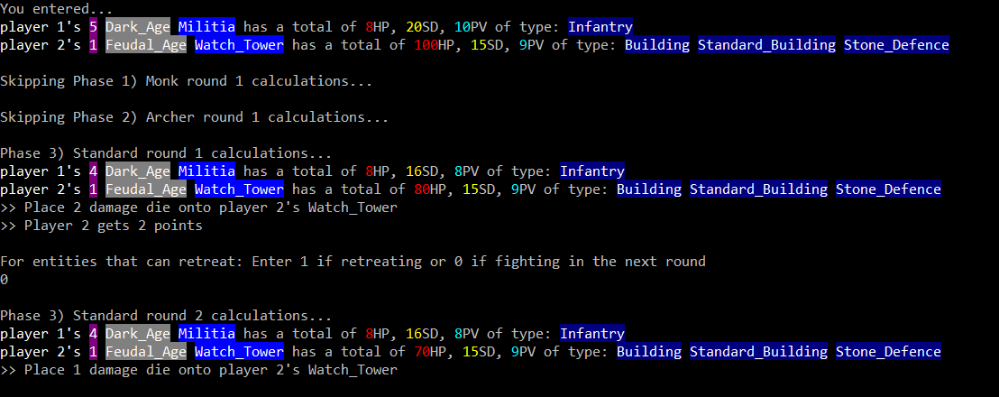 You entered...
player 1's 5 Dark_Age Militia has a total of 8HP, 20SD, 10PV of type: Infantry
player 2's 1 Feudal_Age Watch_Tower has a total of 100HP, 15SD, 9PV of type: Building Standard_Building Stone_Defence
Skipping Phase 1) Monk round 1 calculations...
Skipping Phase 2) Archer round 1 calculations...
Phase 3) Standard round 1 calculations...
player 1's 4 Dark_Age Militia has a total of 8HP, 16SD, 8PV of type: Infantry
player 2's 1 Feudal_Age Watch_Tower has a total of 80HP, 15SD, 9PV of type: Building Standard_Building Stone_Defence
>> Place 2 damage die onto player 2's Watch_Tower
>> Player 2 gets 2 points
For entities that can retreat: Enter 1 if retreating or 0 if fighting in the next round
0
Phase 3) Standard round 2 calculations...
player 1's 4 Dark_Age Militia has a total of 8HP, 16SD, 8PV of type: Infantry
player 2's 1 Feudal_Age Watch_Tower has a total of 70HP, 15SD, 9PV of type: Building Standard_Building Stone_Defence
>> Place 1 damage die onto player 2's Watch_Tower